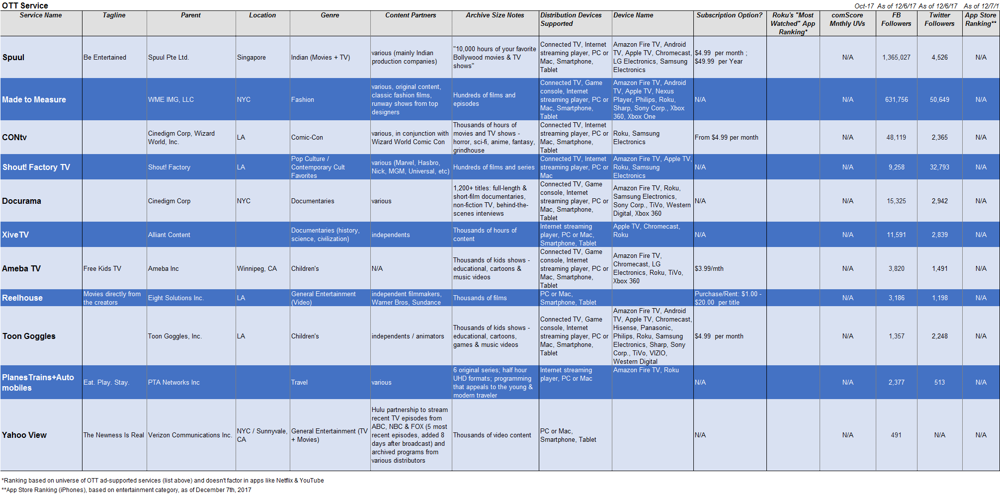 OTT Service
Oct-17 As of 12/6/17 As of 12/6/17 As of 12/7/1
Service Name
Tagline
Parent
Location
Genre
Content Partners
Archive Size Notes
Distribution Devices
Supported
Device Name
Subscription Option?
Roku's "Most
Watched" App
Ranking*
comScore
Mnthly UVs
FB
Followers
Twitter
Followers
App Store
Ranking**
Spuul
Be Entertained
Spuul Pte Ltd.
Singapore
Indian (Movies + TV)
various (mainly Indian
production companies)
"10,000 hours of your favorite
Bollywood movies & TV
shows"
Connected TV, Internet
streaming player, PC or
Mac, Smartphone,
Tablet
Amazon Fire TV, Android
TV, Apple TV, Chromecast,
LG Electronics, Samsung
Electronics
$4.99 per month ;
$49.99 per Year
N/A
1,365,027
4,526
N/A
Made to Measure
WME IMG, LLC
NYC
Fashion
various, original content,
classic fashion films,
runway shows from top
designers
Hundreds of films and
episodes
Connected TV, Game
console, Internet
streaming player, PC or
Mac, Smartphone,
Tablet
Amazon Fire TV, Android
TV, Apple TV, Nexus
Player, Philips, Roku,
Sharp, Sony Corp., Xbox
360, Xbox One
N/A
N/A
631,756
50,649
N/A
CONtv
Cinedigm Corp, Wizard
World, Inc.
LA
Comic-Con
various, in conjunction with
Wizard World Comic Con
Thousands of hours of
movies and TV shows -
horror, sci-fi, anime, fantasy,
grindhouse
Connected TV, Internet
streaming player, PC or
Mac, Smartphone,
Tablet
Roku, Samsung
Electronics
From $4.99 per month
N/A
48,119
2,365
N/A
Shout! Factory TV
Shout! Factory
LA
Pop Culture /
Contemporary Cult
Favorites
various (Marvel, Hasbro,
Nick, MGM, Universal, etc)
Hundreds of films and series
Connected TV, Internet
streaming player, PC or
Mac
Amazon Fire TV, Apple TV,
Roku, Samsung
Electronics
N/A
N/A
9,258
32,793
N/A
Docurama
Cinedigm Corp
NYC
Documentaries
various
1,200+ titles: full-length &
short-film documentaries,
non-fiction TV, behind-the-
scenes interviews
Connected TV, Game
console, Internet
streaming player, PC or
Mac, Smartphone,
Tablet
Amazon Fire TV, Roku,
Samsung Electronics,
Sony Corp., TiVo, Western
Digital, Xbox 360
N/A
N/A
15,325
2,942
N/A
XiveTV
Alliant Content
Documentaries (history,
science, civilization)
independents
Thousands of hours of
content
Internet streaming
player, PC or Mac,
Smartphone, Tablet
Apple TV, Chromecast,
Roku
N/A
N/A
11,591
2,839
N/A
Ameba TV
Free Kids TV
Ameba Inc
Winnipeg, CA
Children's
N/A
Thousands of kids shows -
educational, cartoons &
music videos
Connected TV, Game
console, Internet
streaming player, PC or
Mac, Smartphone,
Tablet
Amazon Fire TV,
Chromecast, LG
Electronics, Roku, TiVo,
Xbox 360
$3.99/mth
N/A
3,820
1,491
N/A
Reelhouse
Movies directly from
the creators
Eight Solutions Inc.
LA
General Entertainment
(Video)
independent filmmakers,
Warner Bros, Sundance
Thousands of films
PC or Mac,
Smartphone, Tablet
Purchase/Rent: $1.00 -
$20.00 per title
N/A
3,186
1,198
N/A
Toon Goggles
Toon Goggles, Inc.
LA
Children's
independents / animators
Thousands of kids shows -
educational, cartoons,
games & music videos
Connected TV, Game
console, Internet
streaming player, PC or
Mac, Smartphone,
Tablet
Amazon Fire TV, Android
TV, Apple TV, Chromecast,
Hisense, Panasonic,
Philips, Roku, Samsung
Electronics, Sharp, Sony
Corp., TiVo, VIZIO,
Western Digital
$4.99 per month
N/A
1,357
2,248
N/A
PlanesTrains+Auto
mobiles
Eat. Play. Stay.
PTA Networks Inc
Travel
various
6 original series; half hour
UHD formats; programming
that appeals to the young &
modern traveler
Internet streaming
player, PC or Mac
Amazon Fire TV, Roku
N/A
N/A
2,377
513
N/A
Yahoo View
The Newness Is Real
Verizon Communications Inc.
NYC / Sunnyvale,
CA
General Entertainment (TV
+ Movies)
Hulu partnership to stream
recent TV episodes from
ABC, NBC & FOX (5 most
recent episodes, added 8
days after broadcast) and
archived programs from
various distributors
Thousands of video content
PC or Mac,
Smartphone, Tablet
N/A
N/A
491
N/A
N/A
*Ranking based on universe of OTT ad-supported services (list above) and doesn't factor in apps like Netflix & YouTube
**App Store Ranking (iPhones), based on entertainment category, as of December 7th, 2017